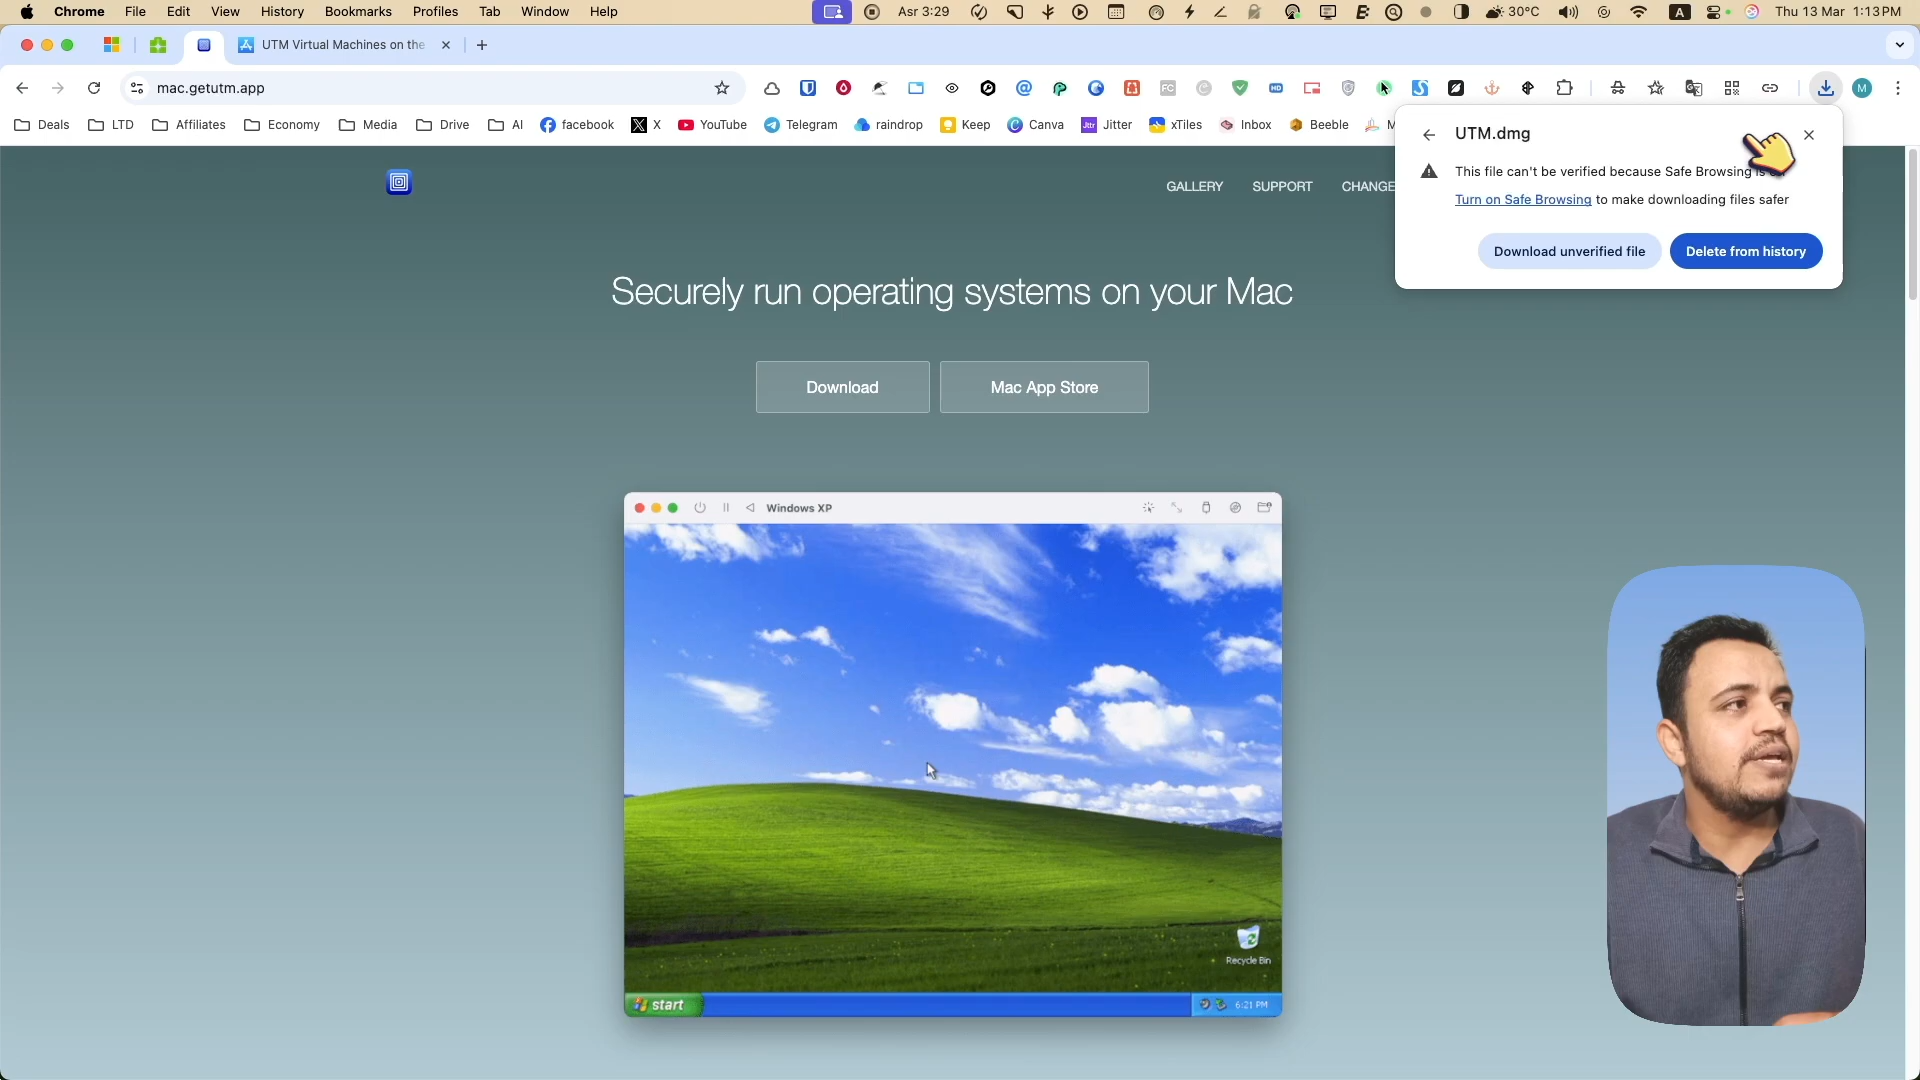 Chrome File Edit View History Bookmarks Profiles Tab Window Help Asr 3:29 30°C A Thu 13 Mar 1:13 PM
UTM Virtual Machines on the
mac.getutm.app
Deals LTD Affiliates Economy Media Drive AI facebook X YouTube Telegram raindrop Keep Canva Jitter xTiles Inbox Beeble M
UTM.dmg
This file can't be verified because Safe Browsing is
Turn on Safe Browsing to make downloading files safer
Download unverified file Delete from history
GALLERY SUPPORT CHANGE
Securely run operating systems on your Mac
Download Mac App Store
Windows XP
Recycle Bin
start 6:21 PM